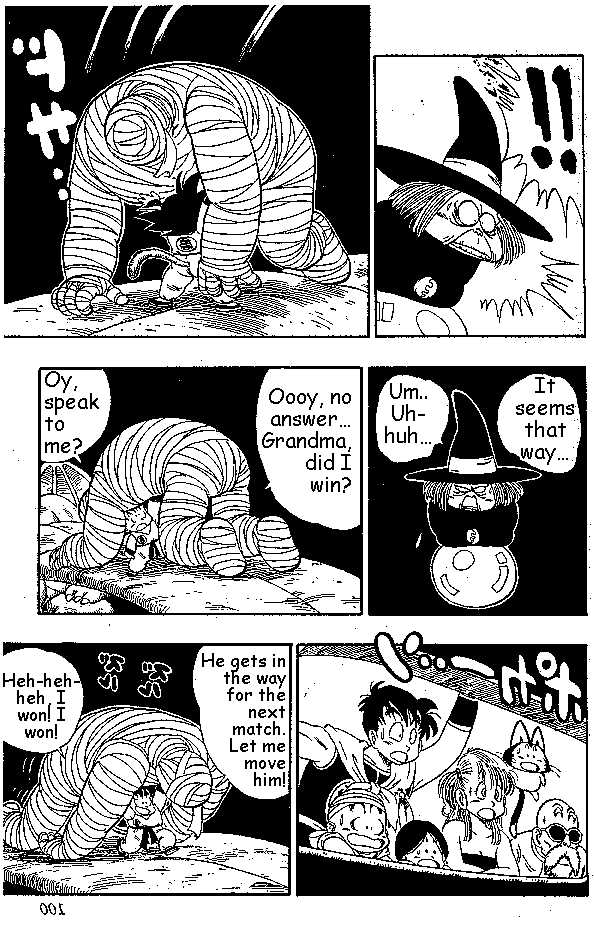 !!
Oy,
speak
to
me?
Oooy, no
answer...
Grandma,
did I
win?
Um..
Uh-
huh...
It
seems
that
way...
Heh-heh-
heh, I
won! I
won!
He gets in
the way
for the
next
match.
Let me
move
him!